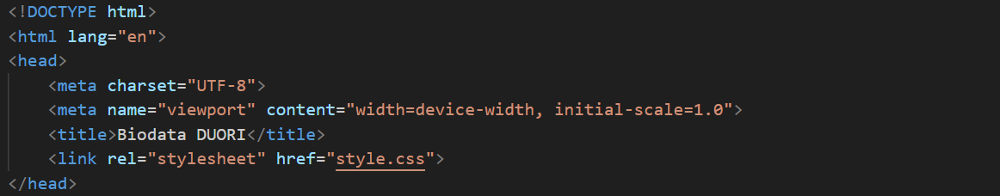 <!DOCTYPE html>
<html lang="en">
<head>
    <meta charset="UTF-8">
    <meta name="viewport" content="width=device-width, initial-scale=1.0">
    <title>Biodata DUORI</title>
    <link rel="stylesheet" href="style.css">
</head>